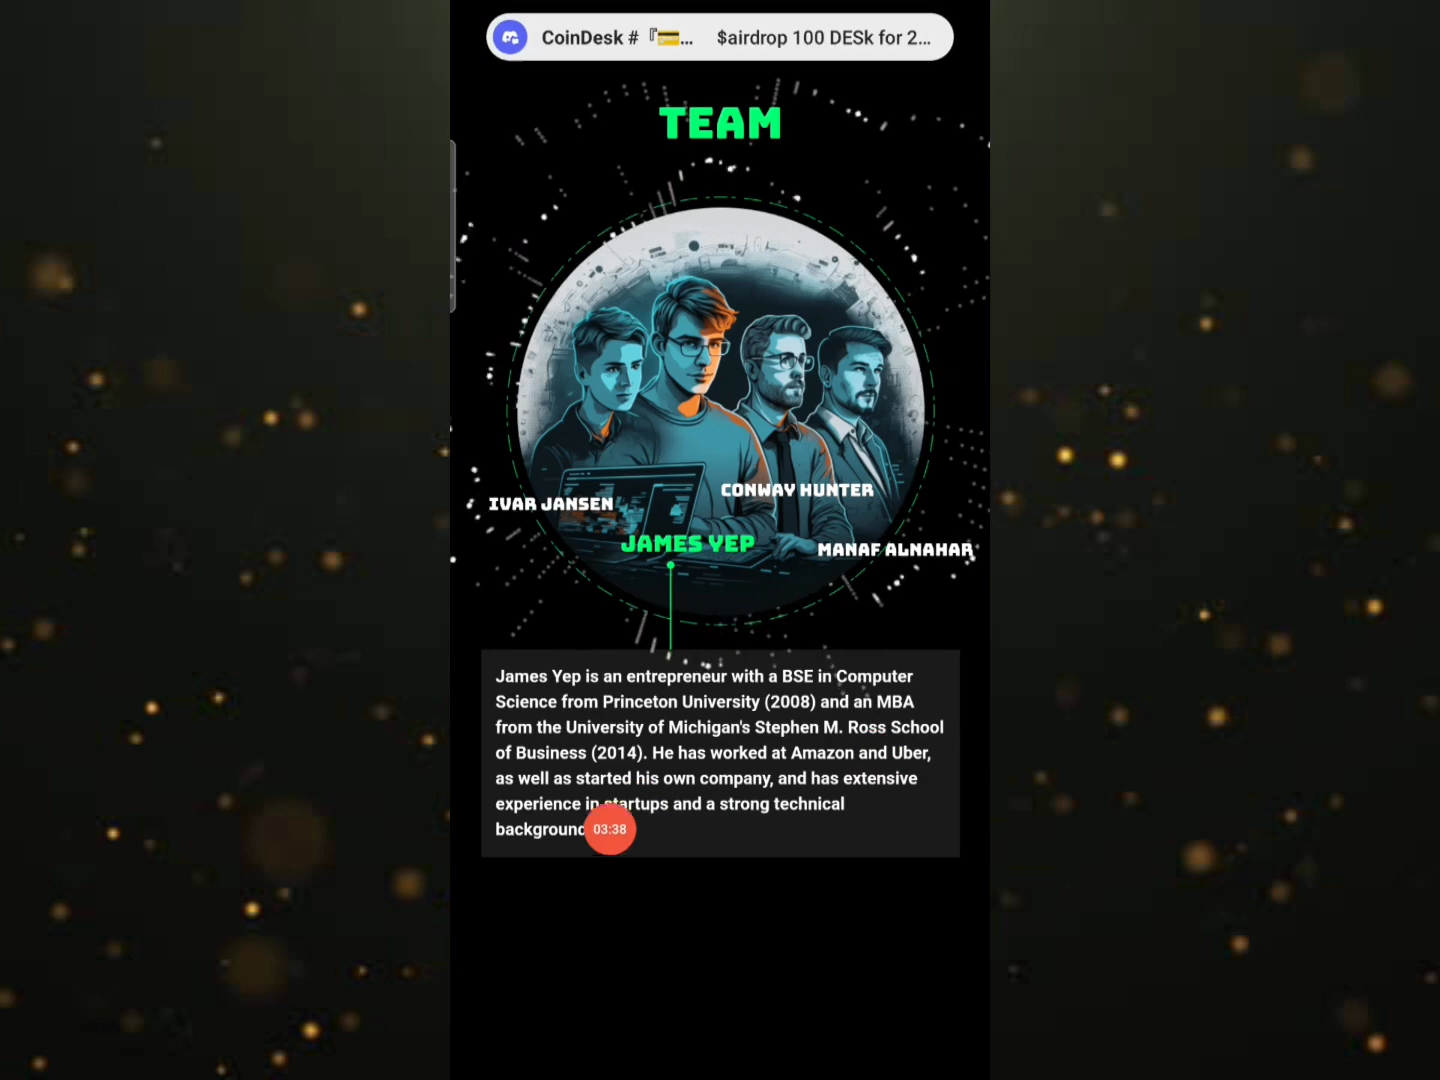 CoinDesk # 『💳... $airdrop 100 DESk for 2...
TEAM
IVAR JANSEN
CONWAY HUNTER
JAMES YEP
MANAF ALNAHAR
James Yep is an entrepreneur with a BSE in Computer
Science from Princeton University (2008) and an MBA
from the University of Michigan's Stephen M. Ross School
of Business (2014). He has worked at Amazon and Uber,
as well as started his own company, and has extensive
experience in startups and a strong technical
background
03:38